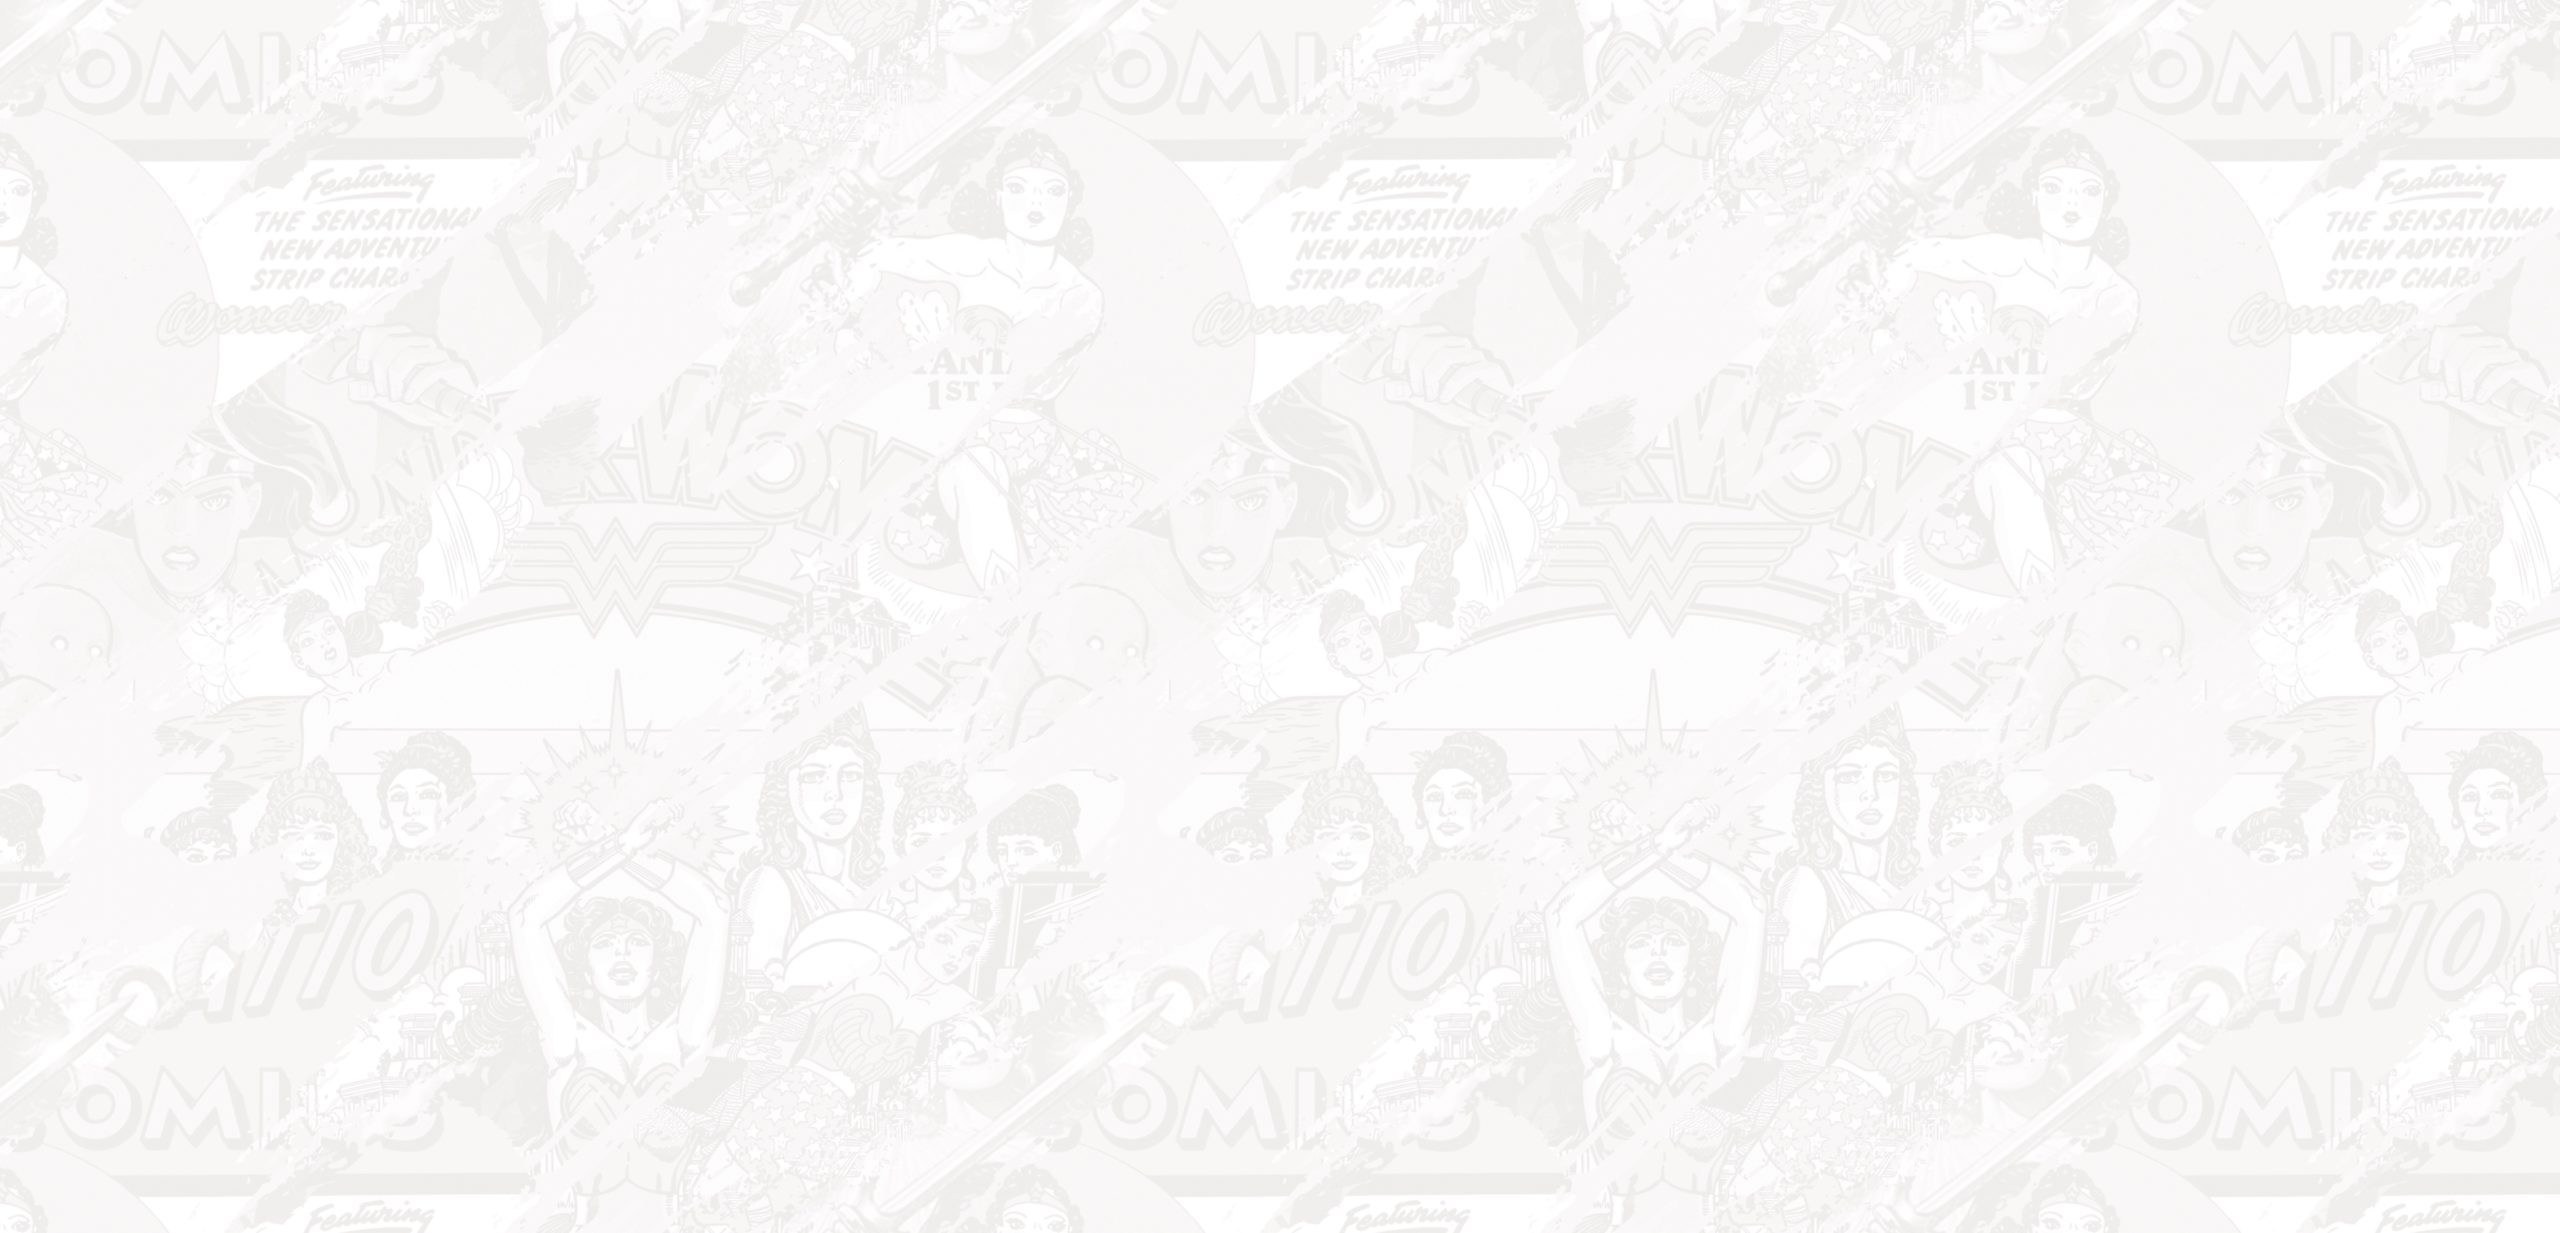 OMI
OMI
OMI
Featuring
Featuring
Featuring
THE SENSATIONAL
THE SENSATIONAL
THE SENSATIONAL
NEW ADVENTU
NEW ADVENTU
NEW ADVENTU
STRIP CHAR
STRIP CHAR
STRIP CHAR
Wonder
Wonder
Wonder
ANT
ANT
1ST
1ST
WON
WON
ATIO
ATIO
ATIO
OMI
OMI
OMI
Featuring
Featuring
Featuring